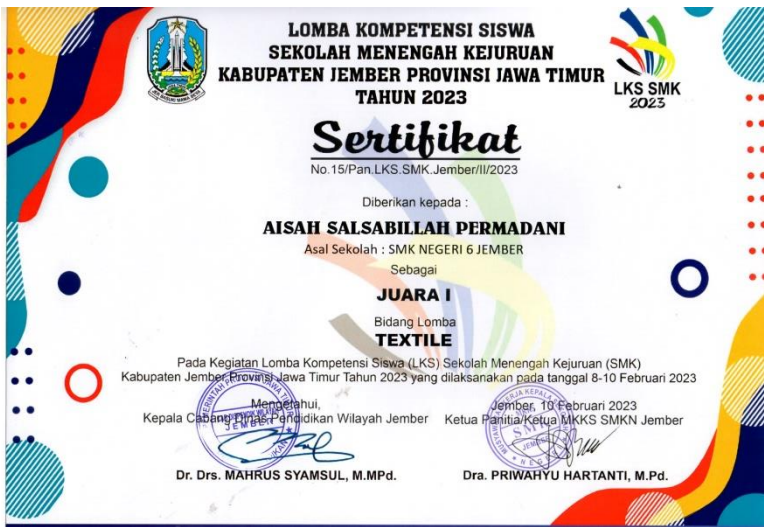 LOMBA KOMPETENSI SISWA
SEKOLAH MENENGAH KEJURUAN
KABUPATEN JEMBER PROVINSI JAWA TIMUR
TAHUN 2023
LKS SMK
2023
Sertifikat
No.15/Pan.LKS.SMK.Jember/II/2023
Diberikan kepada :
AISAH SALSABILLAH PERMADANI
Asal Sekolah : SMK NEGERI 6 JEMBER
Sebagai
JUARA I
Bidang Lomba
TEXTILE
Pada Kegiatan Lomba Kompetensi Siswa (LKS) Sekolah Menengah Kejuruan (SMK)
Kabupaten Jember Provinsi Jawa Timur Tahun 2023 yang dilaksanakan pada tanggal 8-10 Februari 2023
Mengetahui,
Kepala Cabang Dinas Pendidikan Wilayah Jember
JEMBER
Dr. Drs. MAHRUS SYAMSUL, M.MPd.
Jember, 10 Februari 2023
Ketua Panitia/Ketua MKKS SMKN Jember
SMK
JEMBER
Dra. PRIWAHYU HARTANTI, M.Pd.